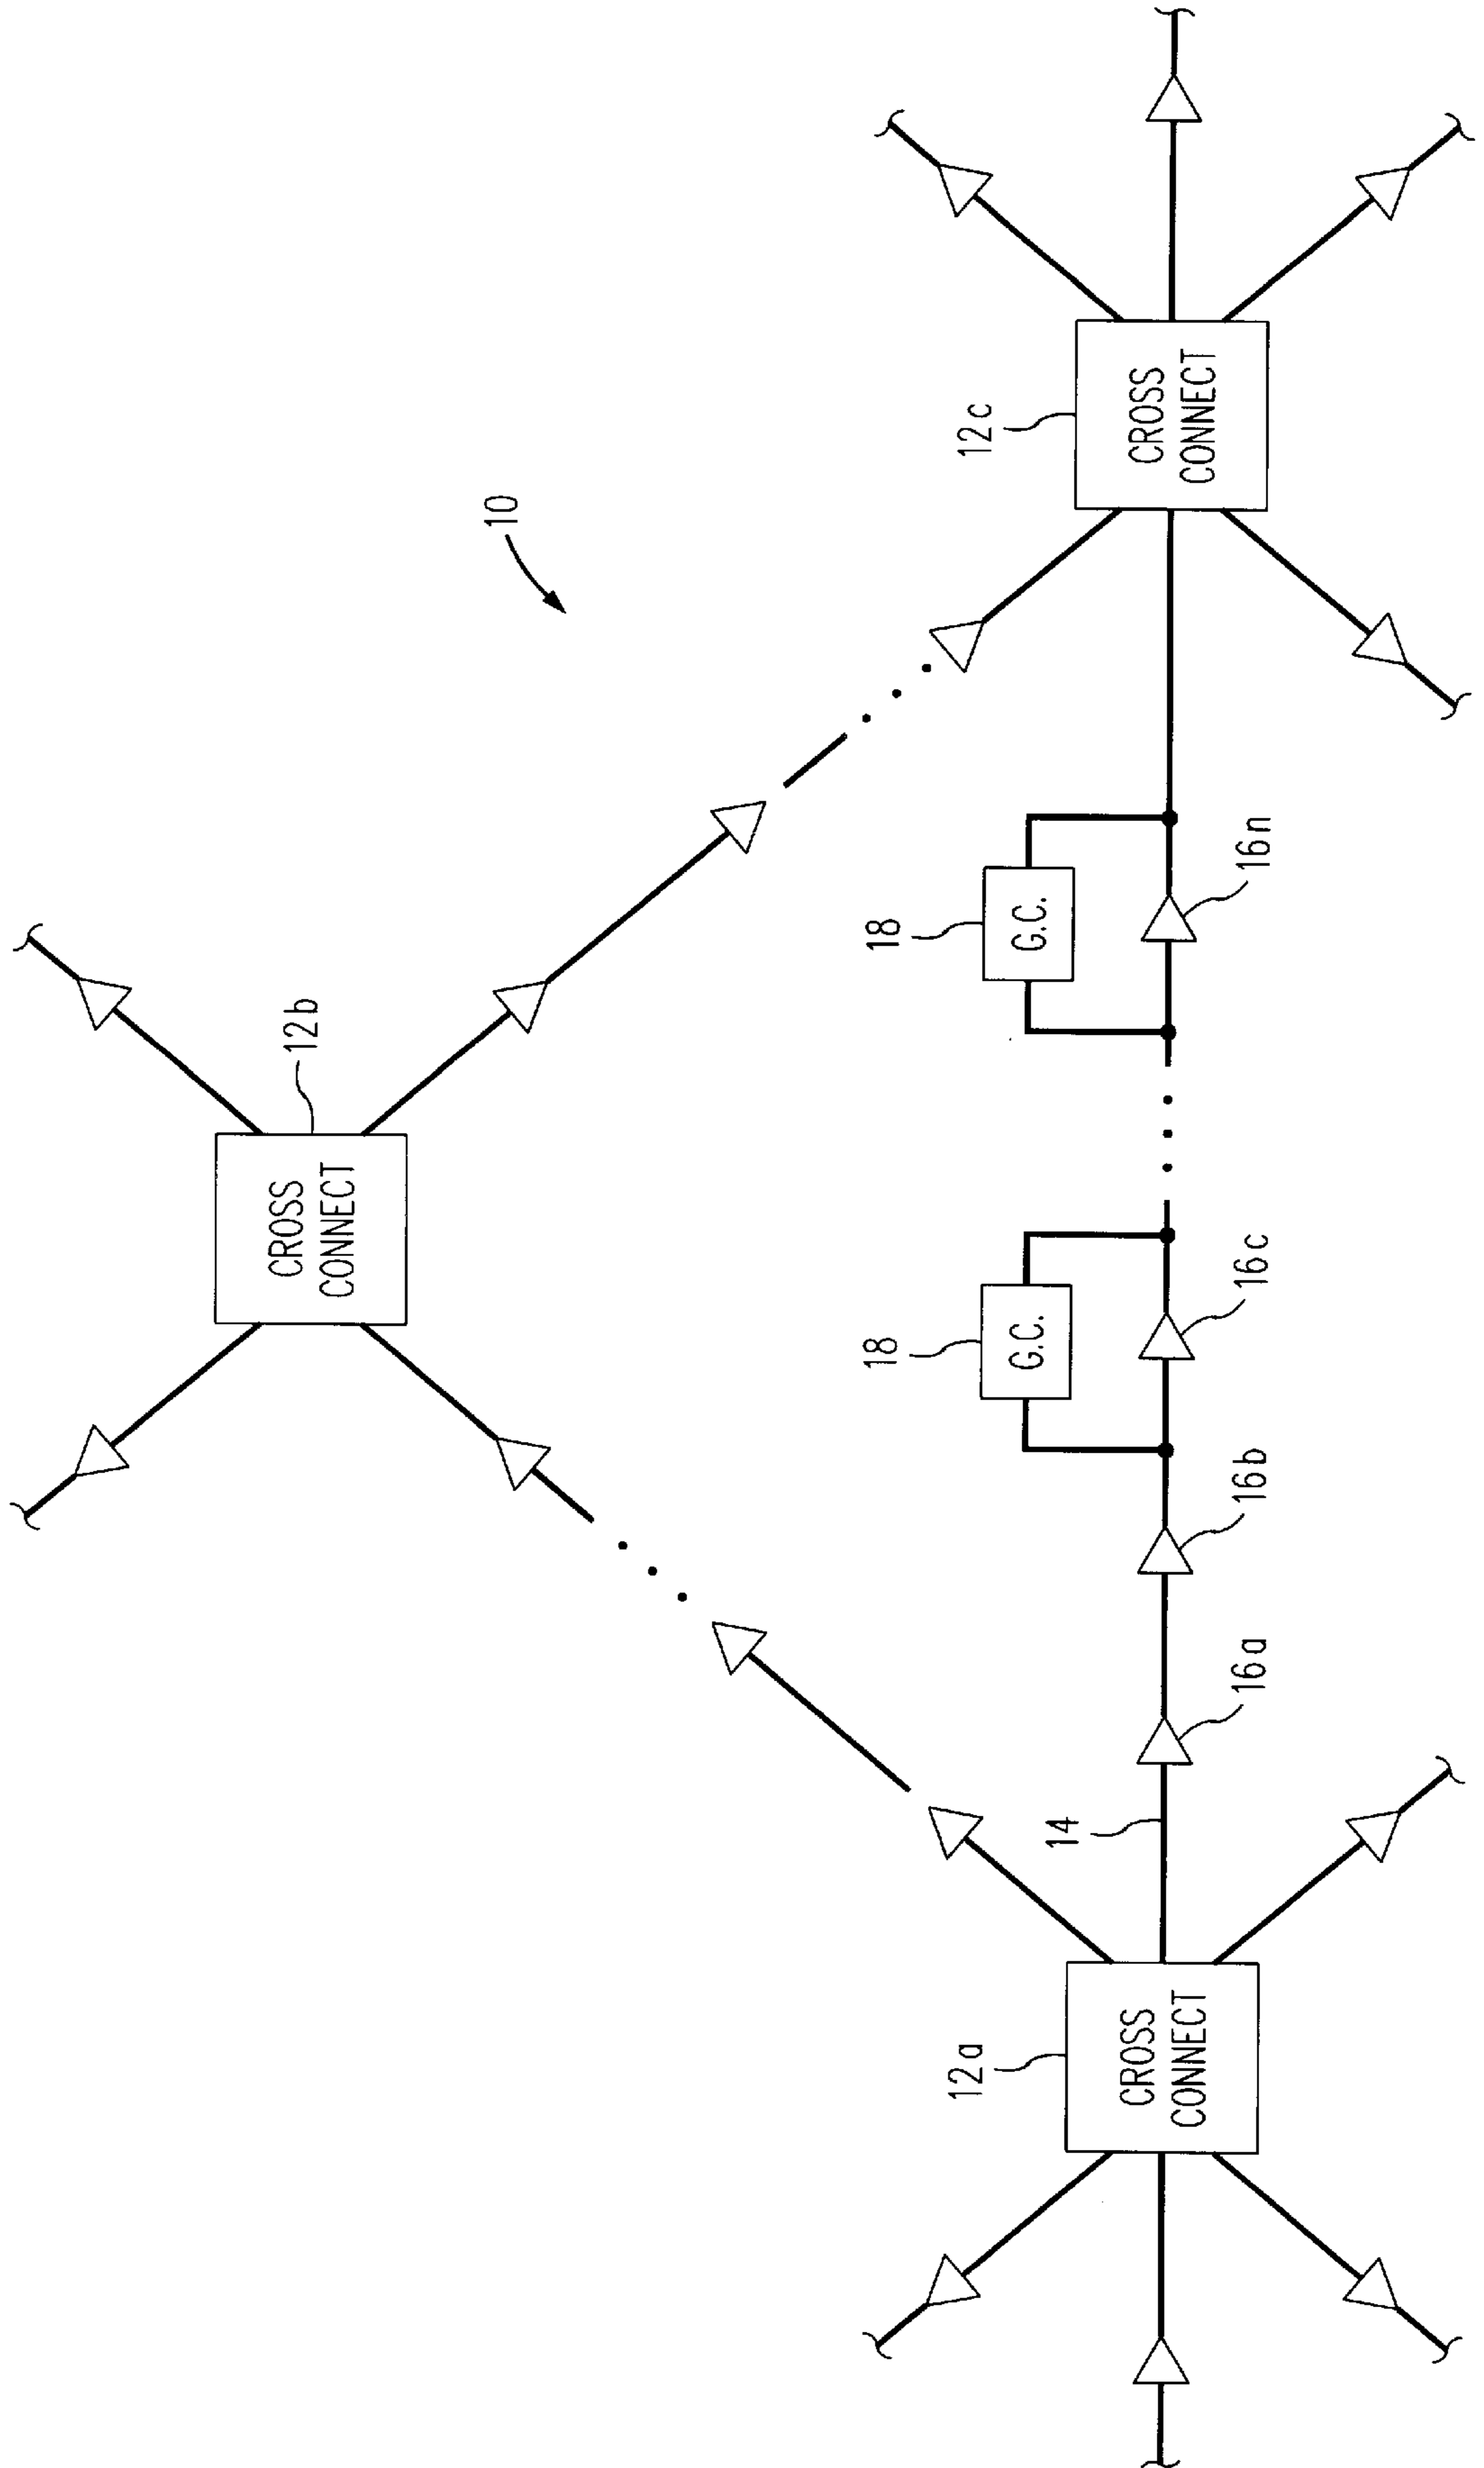 10
12b
CROSS
CONNECT
12a
CROSS
CONNECT
14
16a
16b
18
G.C.
16c
18
G.C.
16n
12c
CROSS
CONNECT